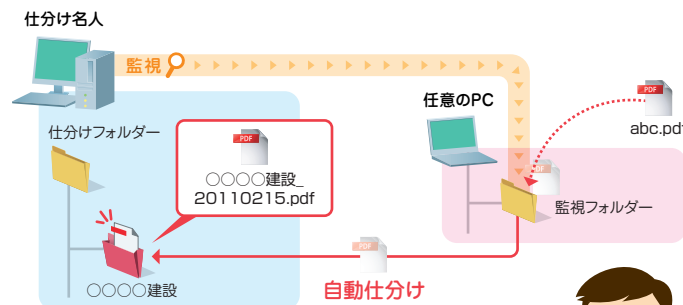 仕分け名人
監視
任意のPC
PDF
abc.pdf
仕分けフォルダー
PDF
○○○○建設_
20110215.pdf
PDF
監視フォルダー
PDF
○○○○建設
自動仕分け